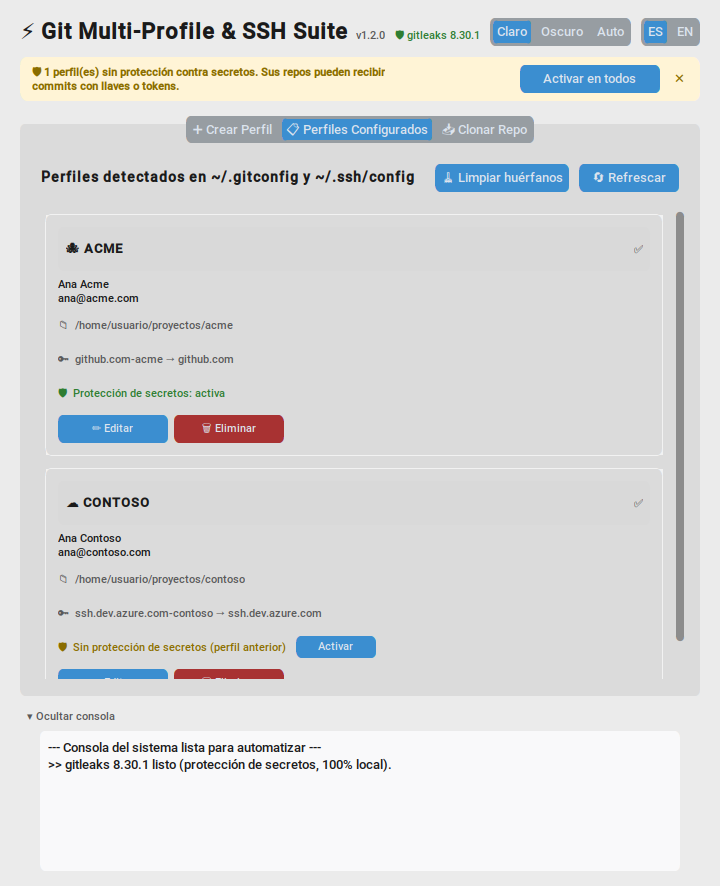 ⚡ Git Multi-Profile & SSH Suite v1.2.0 🛡 gitleaks 8.30.1 Claro Oscuro Auto ES EN
🛡 1 perfil(es) sin protección contra secretos. Sus repos pueden recibir
commits con llaves o tokens.
Activar en todos ✕
➕ Crear Perfil 📋 Perfiles Configurados 📥 Clonar Repo
Perfiles detectados en ~/.gitconfig y ~/.ssh/config 🧹 Limpiar huérfanos 🔄 Refrescar
🐙 ACME ✅
Ana Acme
ana@acme.com
📁 /home/usuario/proyectos/acme
🔑 github.com-acme → github.com
🛡 Protección de secretos: activa
✏ Editar 🗑 Eliminar
☁ CONTOSO ✅
Ana Contoso
ana@contoso.com
📁 /home/usuario/proyectos/contoso
🔑 ssh.dev.azure.com-contoso → ssh.dev.azure.com
🛡 Sin protección de secretos (perfil anterior) Activar
▾ Ocultar consola
--- Consola del sistema lista para automatizar ---
>> gitleaks 8.30.1 listo (protección de secretos, 100% local).